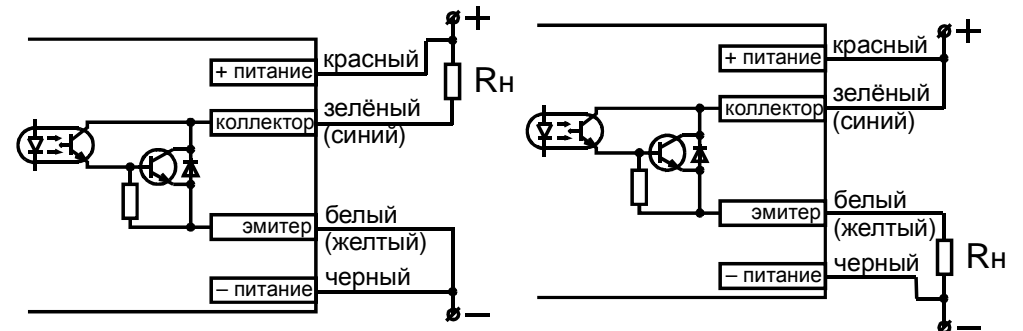 +
+ питание
красный
Rн
коллектор
зелёный
(синий)
эмитер
белый
(желтый)
– питание
черный
–
+
+ питание
красный
коллектор
зелёный
(синий)
эмитер
белый
(желтый)
Rн
– питание
черный
–